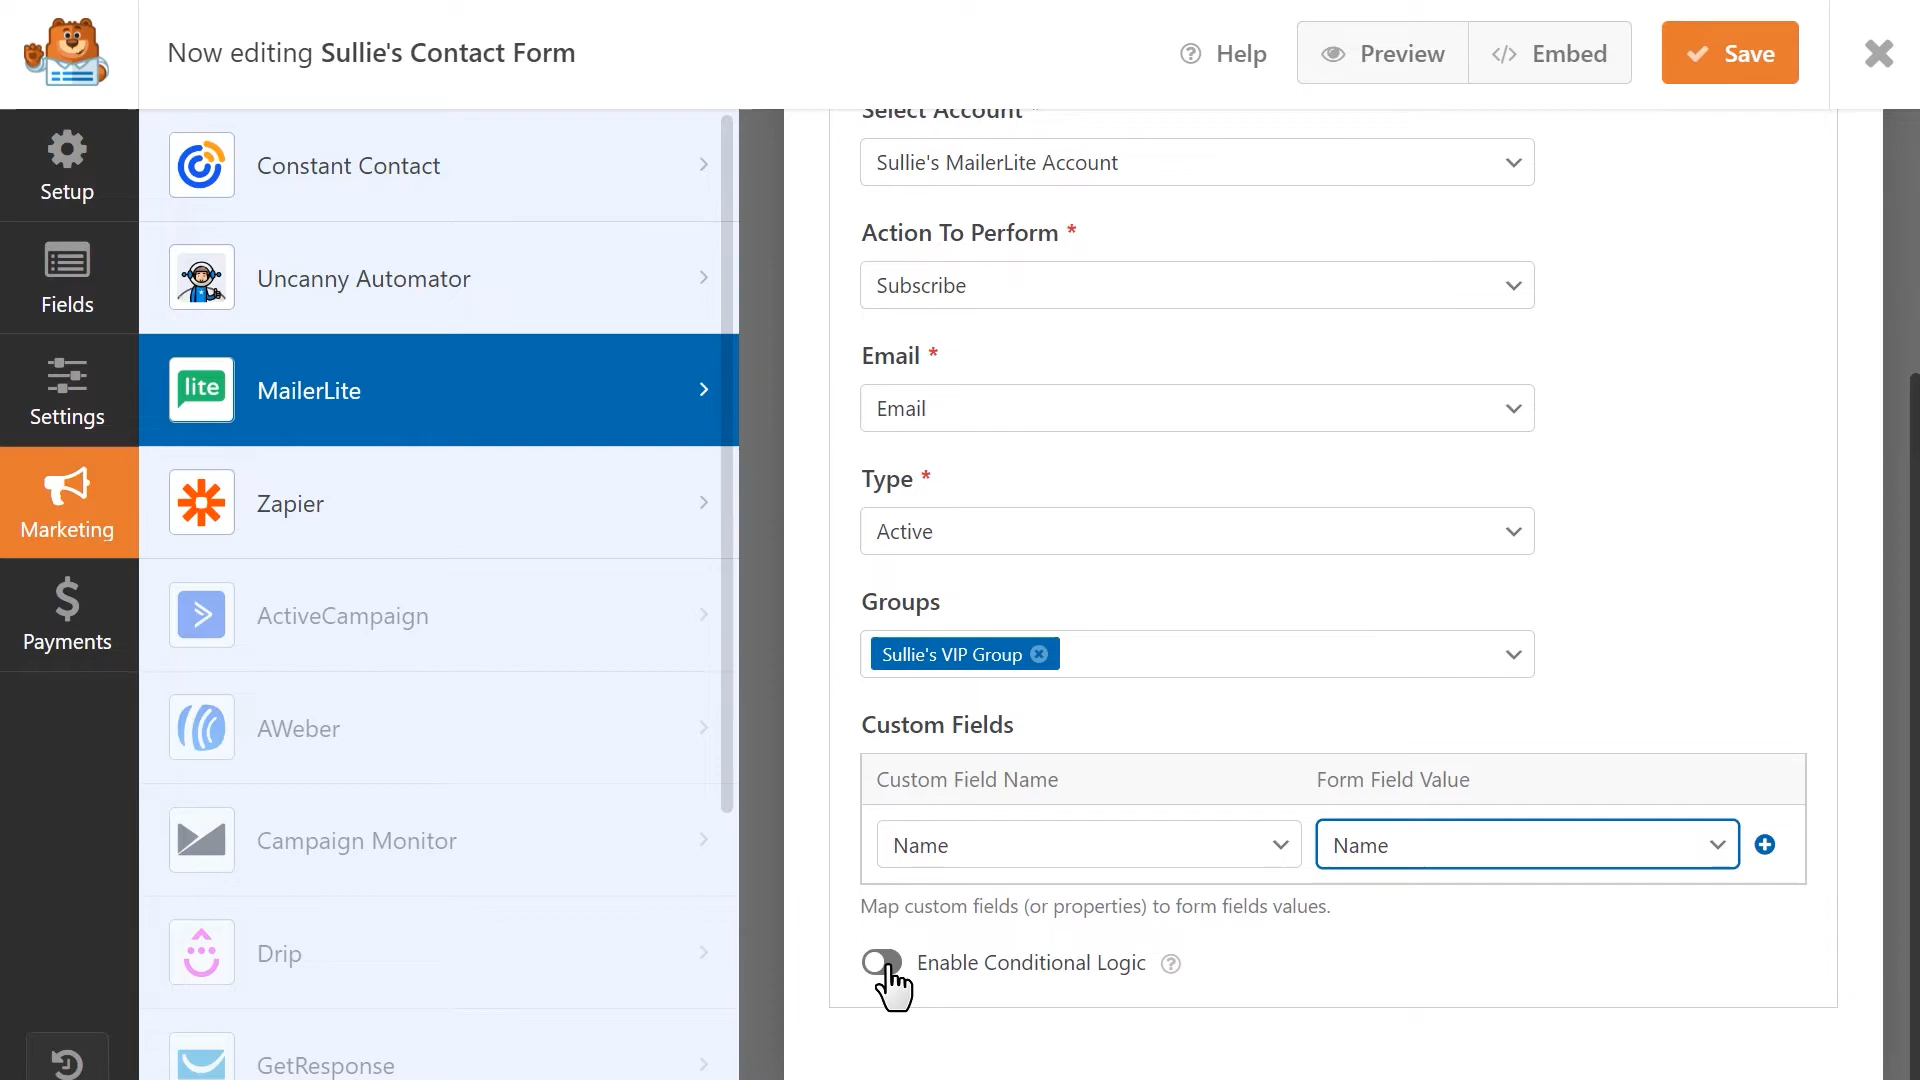 Now editing Sullie's Contact Form
Help
Preview
Embed
Save
Setup
Fields
Settings
Marketing
Payments
Constant Contact
Uncanny Automator
lite
MailerLite
Zapier
ActiveCampaign
AWeber
Campaign Monitor
Drip
GetResponse
Select Account *
Sullie's MailerLite Account
Action To Perform *
Subscribe
Email *
Email
Type *
Active
Groups
Sullie's VIP Group
Custom Fields
Custom Field Name Form Field Value
Name Name
Map custom fields (or properties) to form fields values.
Enable Conditional Logic